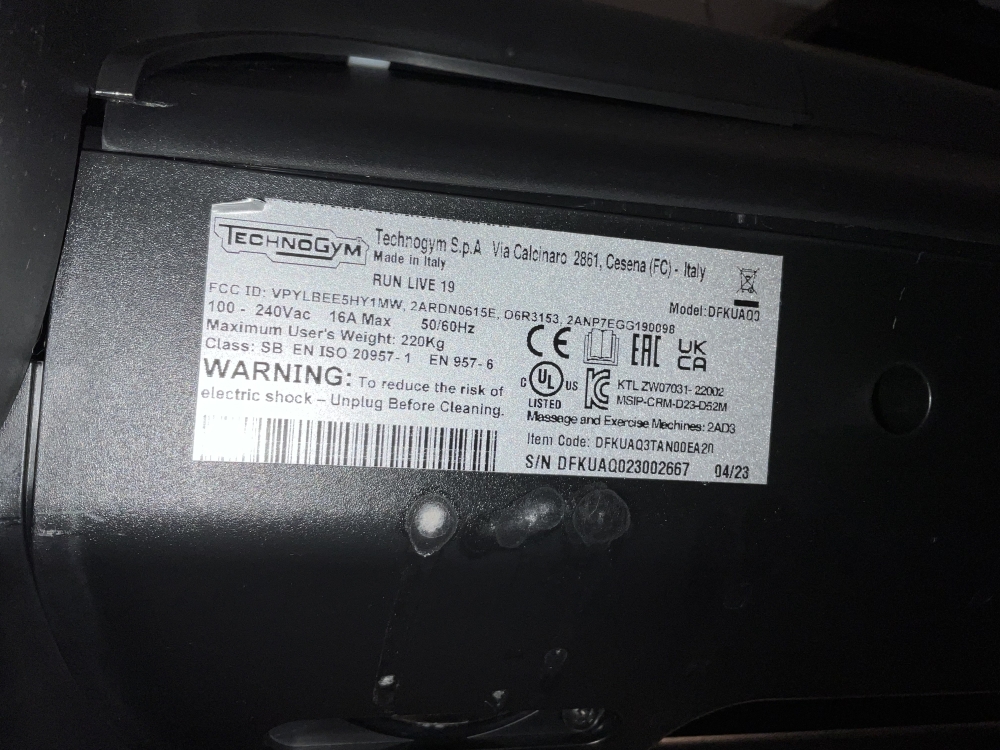 TECHNOGYM
Technogym S.p.A Via Calcinaro 2861, Cesena (FC) - Italy
Made in Italy
RUN LIVE 19
Model:DFKUAQ3
FCC ID: VPYLBEE5HY1MW, 2ARDN0615E, O6R3153, 2ANP7EGG190098
100 - 240Vac 16A Max 50/60Hz
Maximum User's Weight: 220Kg
Class: SB EN ISO 20957-1 EN 957-6
WARNING: To reduce the risk of
electric shock – Unplug Before Cleaning.
CE EAC UK
CA
C UL US
LISTED
KTL ZW07031-22002
MSIP-CRM-D23-D52M
Massage and Exercise Mechines: 2AD3
Item Code: DFKUAQ3TAN00EA20
S/N DFKUAQ023002667 04/23